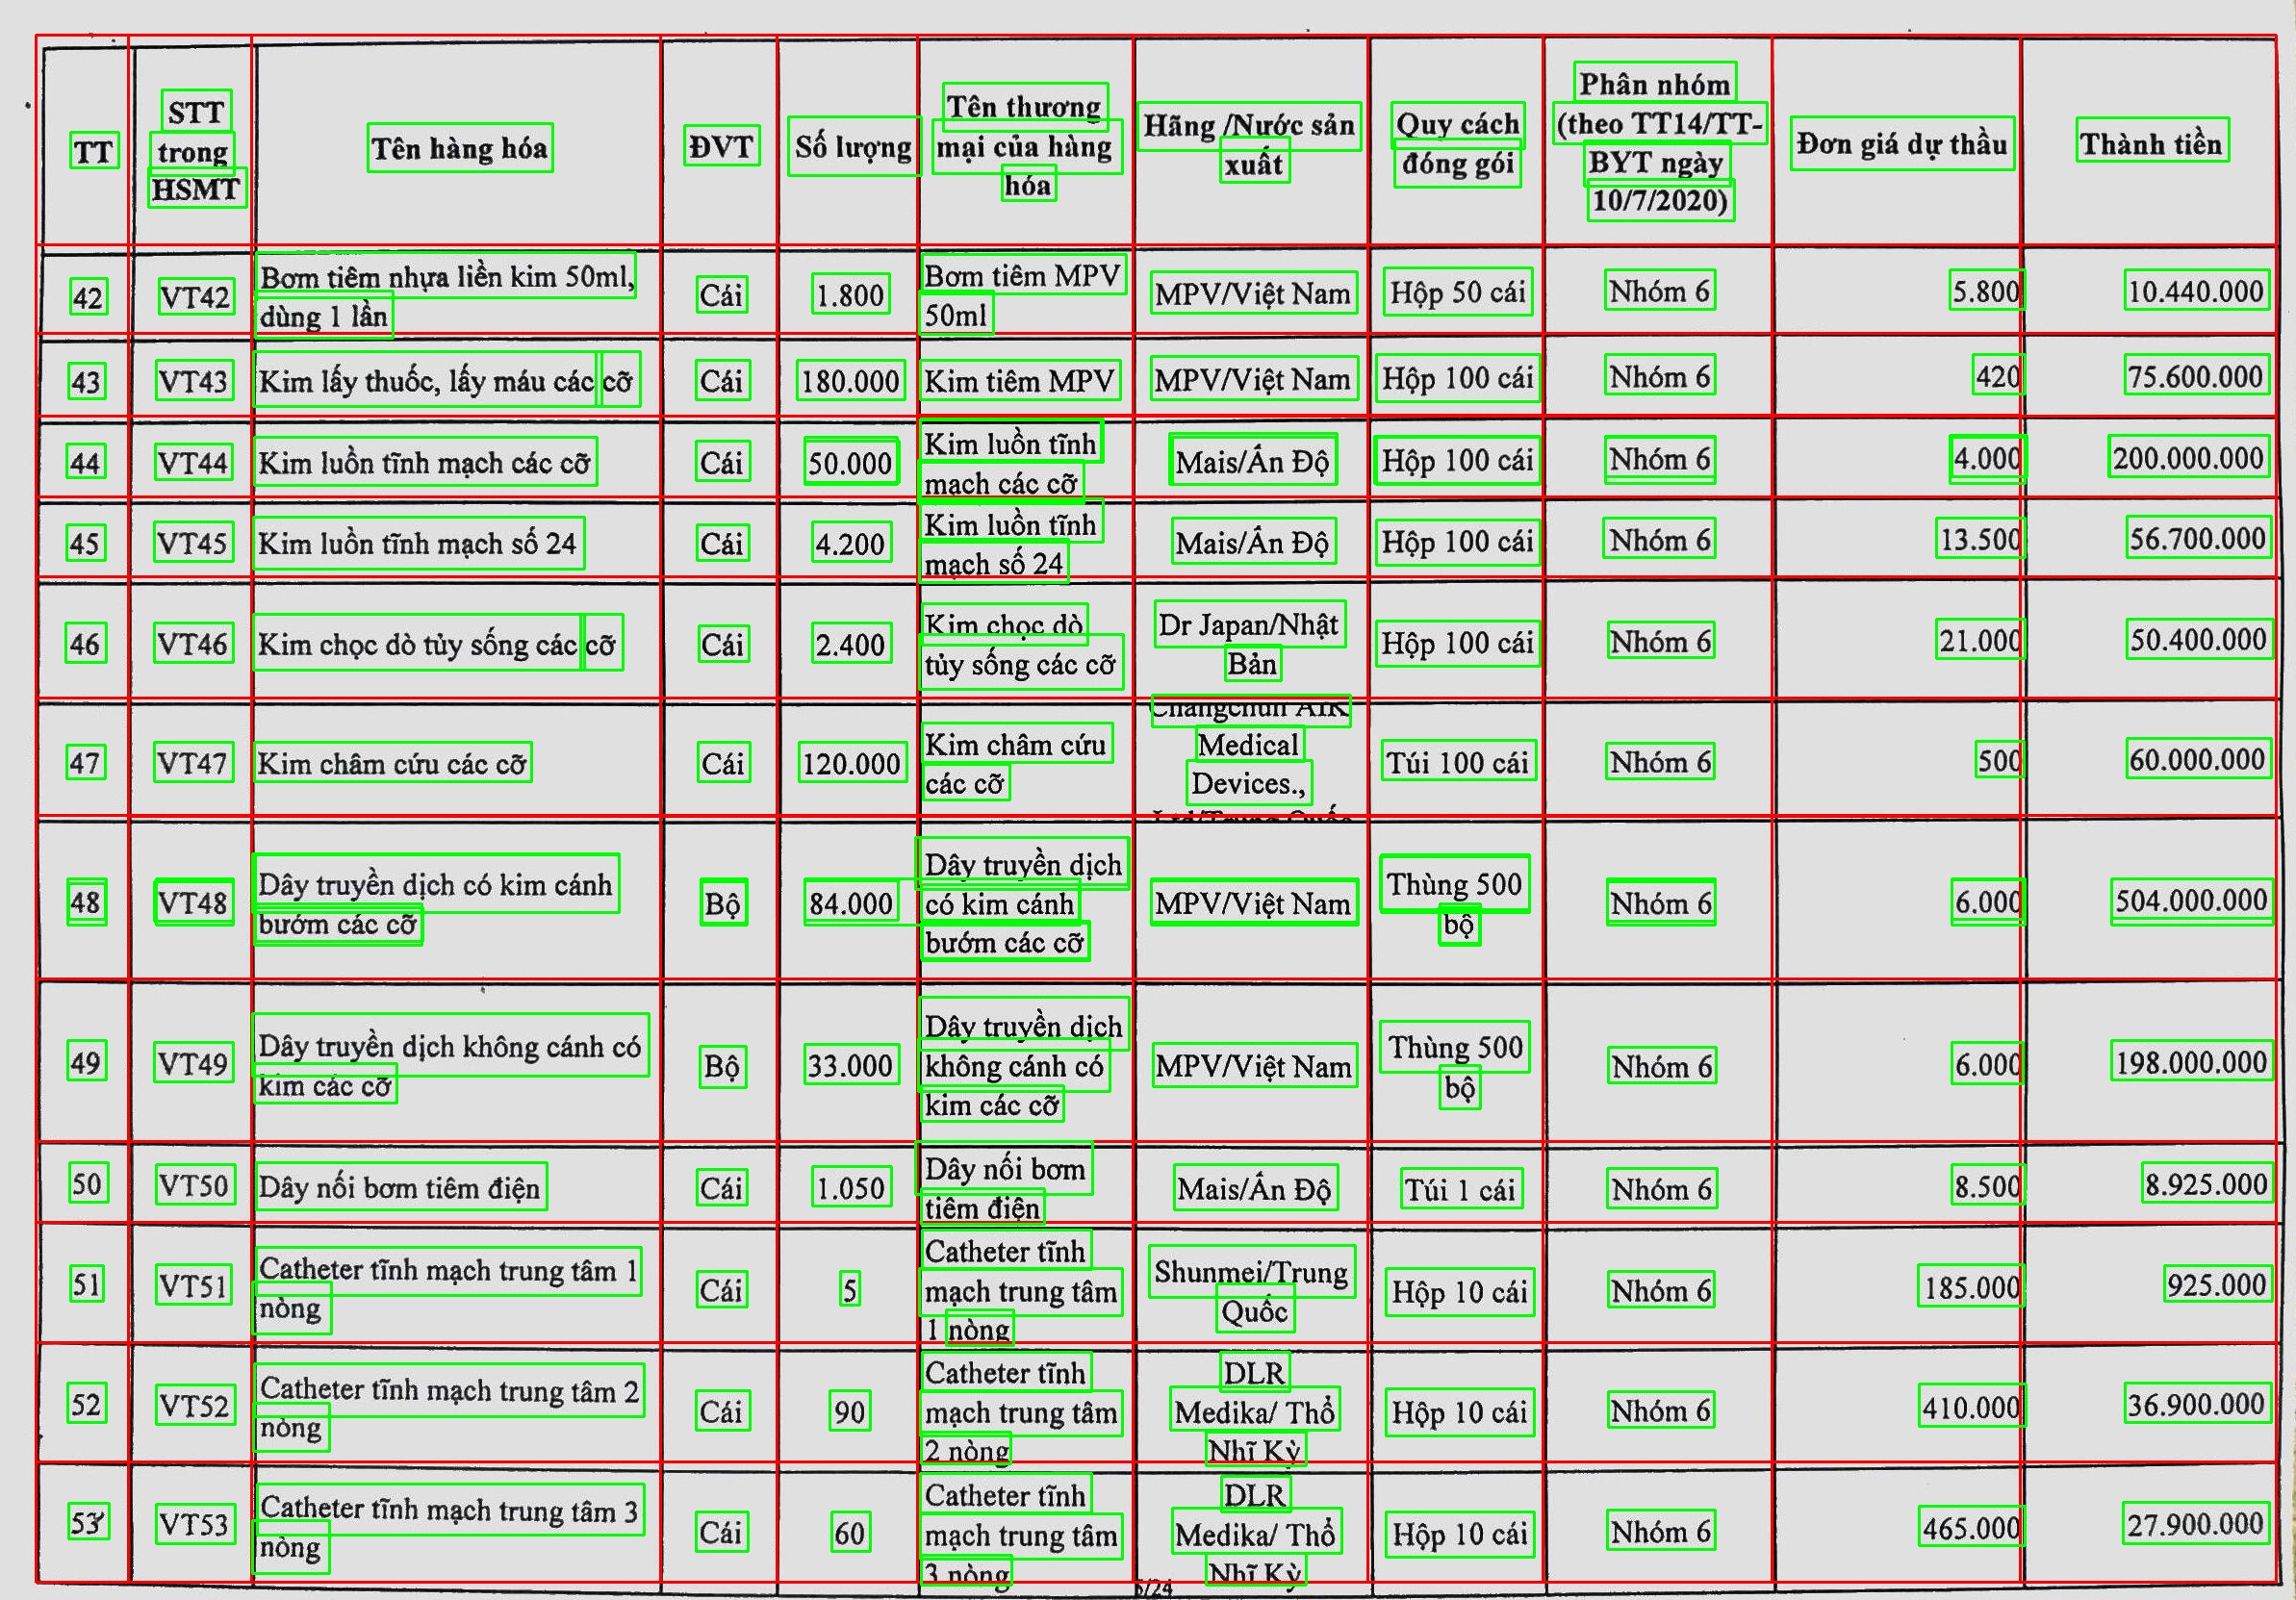 TT
STT
trong
HSMT
Tên hàng hóa
ĐVT
Số lượng
Tên thương
mại của hàng
hóa
Hãng /Nước sản
xuất
Quy cách
đóng gói
Phân nhóm
(theo TT14/TT-
BYT ngày
10/7/2020)
Đơn giá dự thầu
Thành tiền
42
VT42
Bơm tiêm nhựa liền kim 50ml,
dùng 1 lần
Cái
1.800
Bơm tiêm MPV
50ml
MPV/Việt Nam
Hộp 50 cái
Nhóm 6
5.800
10.440.000
43
VT43
Kim lấy thuốc, lấy máu các cỡ
Cái
180.000
Kim tiêm MPV
MPV/Việt Nam
Hộp 100 cái
Nhóm 6
420
75.600.000
44
VT44
Kim luồn tĩnh mạch các cỡ
Cái
50.000
Kim luồn tĩnh
mạch các cỡ
Mais/Ấn Độ
Hộp 100 cái
Nhóm 6
4.000
200.000.000
45
VT45
Kim luồn tĩnh mạch số 24
Cái
4.200
Kim luồn tĩnh
mạch số 24
Mais/Ấn Độ
Hộp 100 cái
Nhóm 6
13.500
56.700.000
46
VT46
Kim chọc dò tủy sống các cỡ
Cái
2.400
Kim chọc dò
tủy sống các cỡ
Dr Japan/Nhật
Bản
Hộp 100 cái
Nhóm 6
21.000
50.400.000
47
VT47
Kim châm cứu các cỡ
Cái
120.000
Kim châm cứu
các cỡ
Changchun AIK
Medical
Devices.,
Ltd/Trung Quốc
Túi 100 cái
Nhóm 6
500
60.000.000
48
VT48
Dây truyền dịch có kim cánh
bướm các cỡ
Bộ
84.000
Dây truyền dịch
có kim cánh
bướm các cỡ
MPV/Việt Nam
Thùng 500
bộ
Nhóm 6
6.000
504.000.000
49
VT49
Dây truyền dịch không cánh có
kim các cỡ
Bộ
33.000
Dây truyền dịch
không cánh có
kim các cỡ
MPV/Việt Nam
Thùng 500
bộ
Nhóm 6
6.000
198.000.000
50
VT50
Dây nối bơm tiêm điện
Cái
1.050
Dây nối bơm
tiêm điện
Mais/Ấn Độ
Túi 1 cái
Nhóm 6
8.500
8.925.000
51
VT51
Catheter tĩnh mạch trung tâm 1
nòng
Cái
5
Catheter tĩnh
mạch trung tâm
1 nòng
Shunmei/Trung
Quốc
Hộp 10 cái
Nhóm 6
185.000
925.000
52
VT52
Catheter tĩnh mạch trung tâm 2
nòng
Cái
90
Catheter tĩnh
mạch trung tâm
2 nòng
DLR
Medika/ Thổ
Nhĩ Kỳ
Hộp 10 cái
Nhóm 6
410.000
36.900.000
53
VT53
Catheter tĩnh mạch trung tâm 3
nòng
Cái
60
Catheter tĩnh
mạch trung tâm
3 nòng
DLR
Medika/ Thổ
Nhĩ Kỳ
Hộp 10 cái
Nhóm 6
465.000
27.900.000